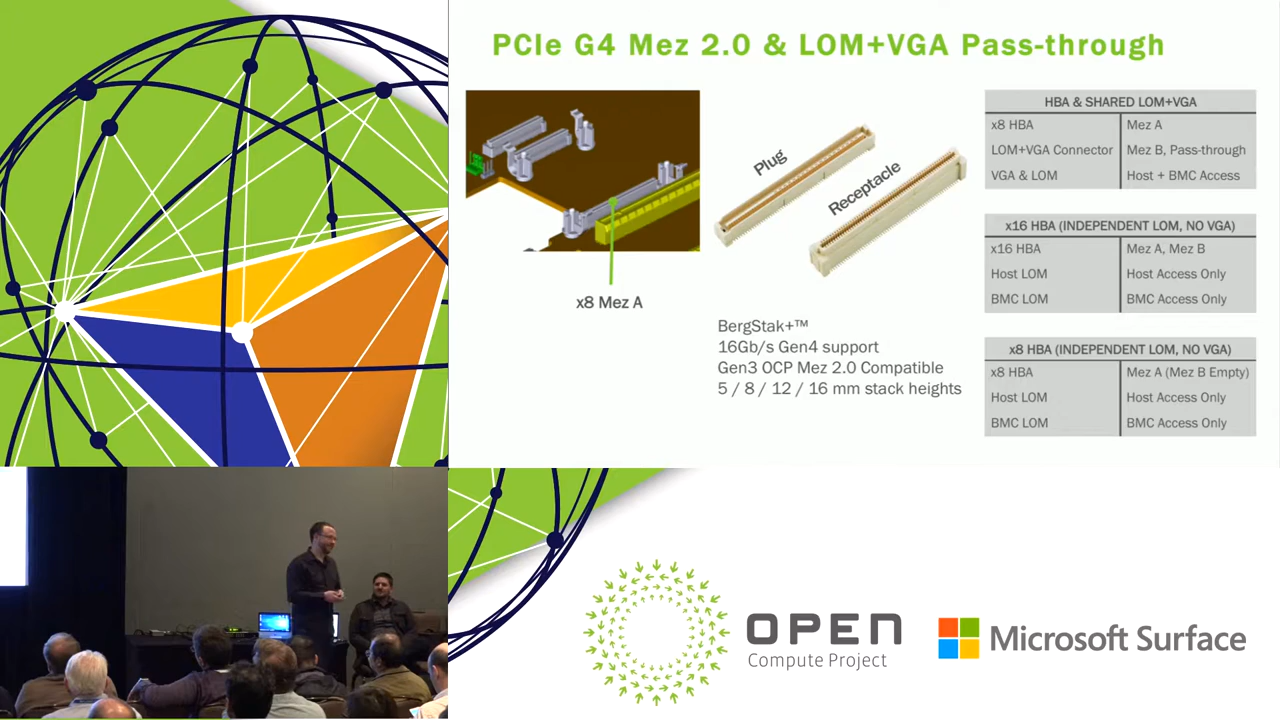 PCIe G4 Mez 2.0 & LOM+VGA Pass-through
Plug
Receptacle
x8 Mez A
BergStak+™
16Gb/s Gen4 support
Gen3 OCP Mez 2.0 Compatible
5 / 8 / 12 / 16 mm stack heights
HBA & SHARED LOM+VGA
x8 HBA Mez A
LOM+VGA Connector Mez B, Pass-through
VGA & LOM Host + BMC Access
x16 HBA (INDEPENDENT LOM, NO VGA)
x16 HBA Mez A, Mez B
Host LOM Host Access Only
BMC LOM BMC Access Only
x8 HBA (INDEPENDENT LOM, NO VGA)
x8 HBA Mez A (Mez B Empty)
Host LOM Host Access Only
BMC LOM BMC Access Only
OPEN
Compute Project
Microsoft Surface